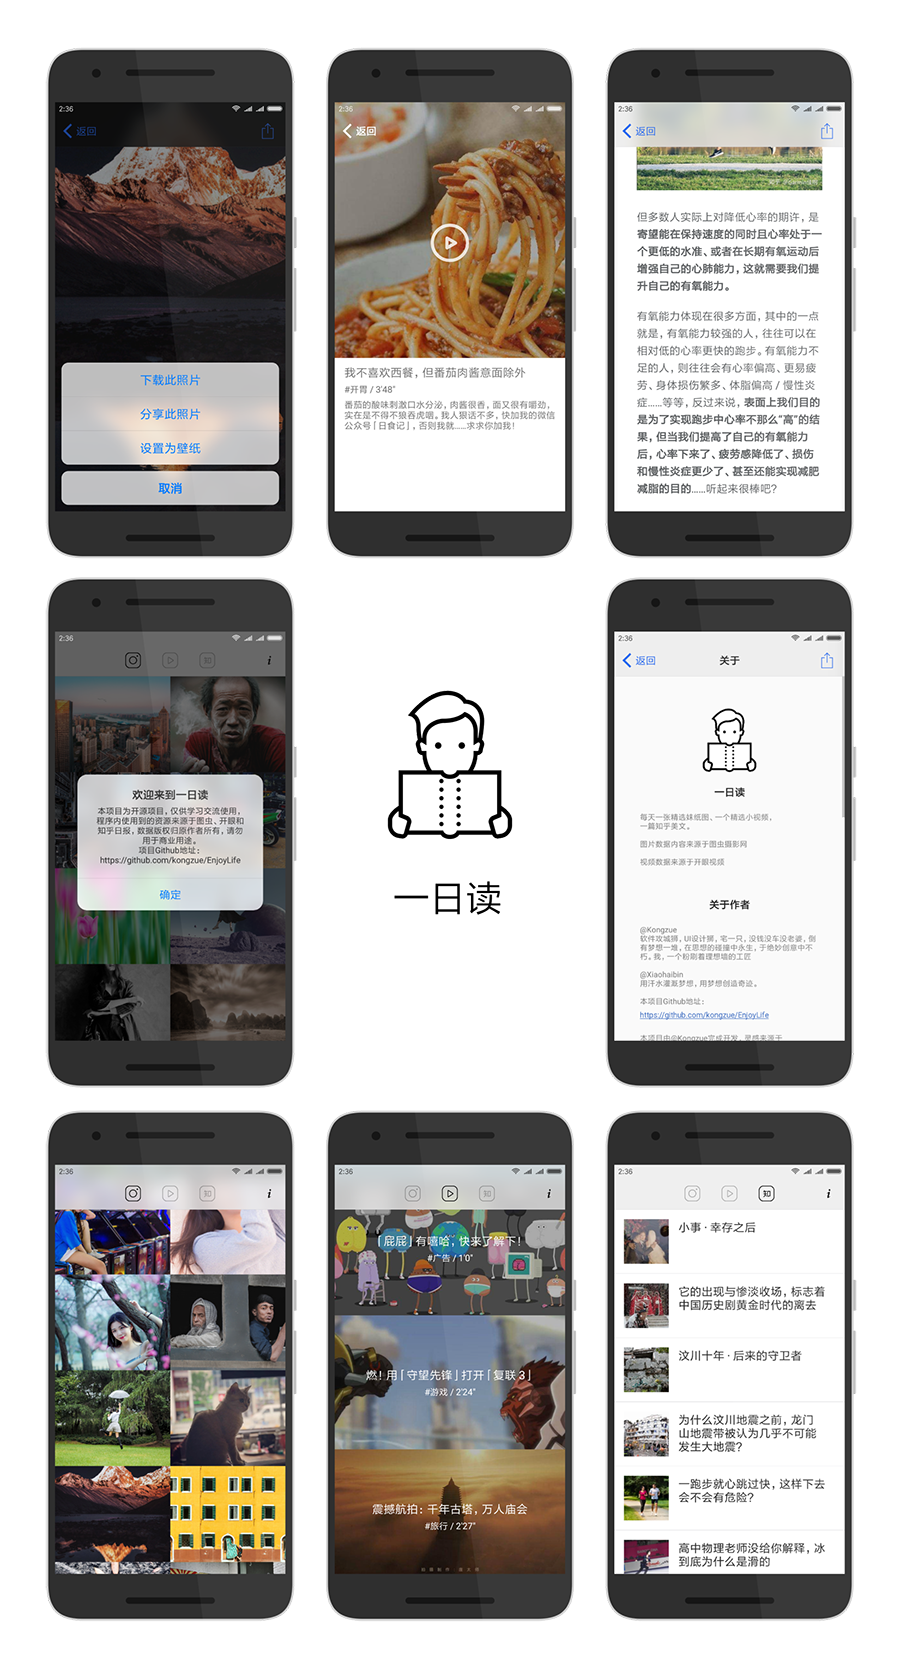 2:36
返回
下载此照片
分享此照片
设置为壁纸
取消
2:36
返回
我不喜欢西餐，但番茄肉酱意面除外
#开胃 / 3'48"
番茄的酸味刺激口水分泌，肉酱很香，面又很有嚼劲，
实在是不得不狼吞虎咽。我人狠话不多，快加我的微信
公众号「日食记」，否则我就......求求你加我！
2:36
返回
但多数人实际上对降低心率的期许，是
寄望能在保持速度的同时且心率处于一
个更低的水准、或者在长期有氧运动后
增强自己的心肺能力，这就需要我们提
升自己的有氧能力。
有氧能力体现在很多方面，其中的一点
就是，有氧能力较强的人，往往可以在
相对低的心率更快的跑步。有氧能力不
足的人，则往往会有心率偏高、更易疲
劳、身体损伤繁多、体脂偏高 / 慢性炎
症......等等，反过来说，表面上我们目的
是为了实现跑步中心率不那么“高”的结
果，但当我们提高了自己的有氧能力
后，心率下来了、疲劳感降低了、损伤
和慢性炎症更少了、甚至还能实现减肥
减脂的目的......听起来很棒吧？
2:36
知
i
欢迎来到一日读
本项目为开源项目，仅供学习交流使用，
程序内使用到的资源来源于图虫、开眼和
知乎日报，数据版权归原作者所有，请勿
用于商业用途。
项目Github地址：
https://github.com/kongzue/EnjoyLife
确定
一日读
2:36
返回
关于
一日读
每天一张精选妹纸图、一个精选小视频，
一篇知乎美文。
图片数据内容来源于图虫摄影网
视频数据来源于开眼视频
关于作者
@Kongzue
软件攻城狮，UI设计狮，宅一只，没钱没车没老婆，倒
有梦想一堆，在思想的碰撞中永生，于绝妙创意中不
朽。我，一个粉刷着理想墙的工匠
@Xiaohaibin
用汗水灌溉梦想，用梦想创造奇迹。
本项目Github地址：
https://github.com/kongzue/EnjoyLife
本项目由@Kongzue完成开发，灵感来源于
2:36
i
2:36
知
i
「屁屁」有嘻哈，快来了解下！
#广告 / 1'0"
燃！用「守望先锋」打开「复联 3」
#游戏 / 2'24"
震撼航拍：千年古塔，万人庙会
#旅行 / 2'27"
2:36
知
i
小事 · 幸存之后
它的出现与惨淡收场，标志着
中国历史剧黄金时代的离去
汶川十年 · 后来的守卫者
为什么汶川地震之前，龙门
山地震带被认为几乎不可能
发生大地震？
一跑步就心跳过快，这样下去
会不会有危险？
高中物理老师没给你解释，冰
到底为什么是滑的